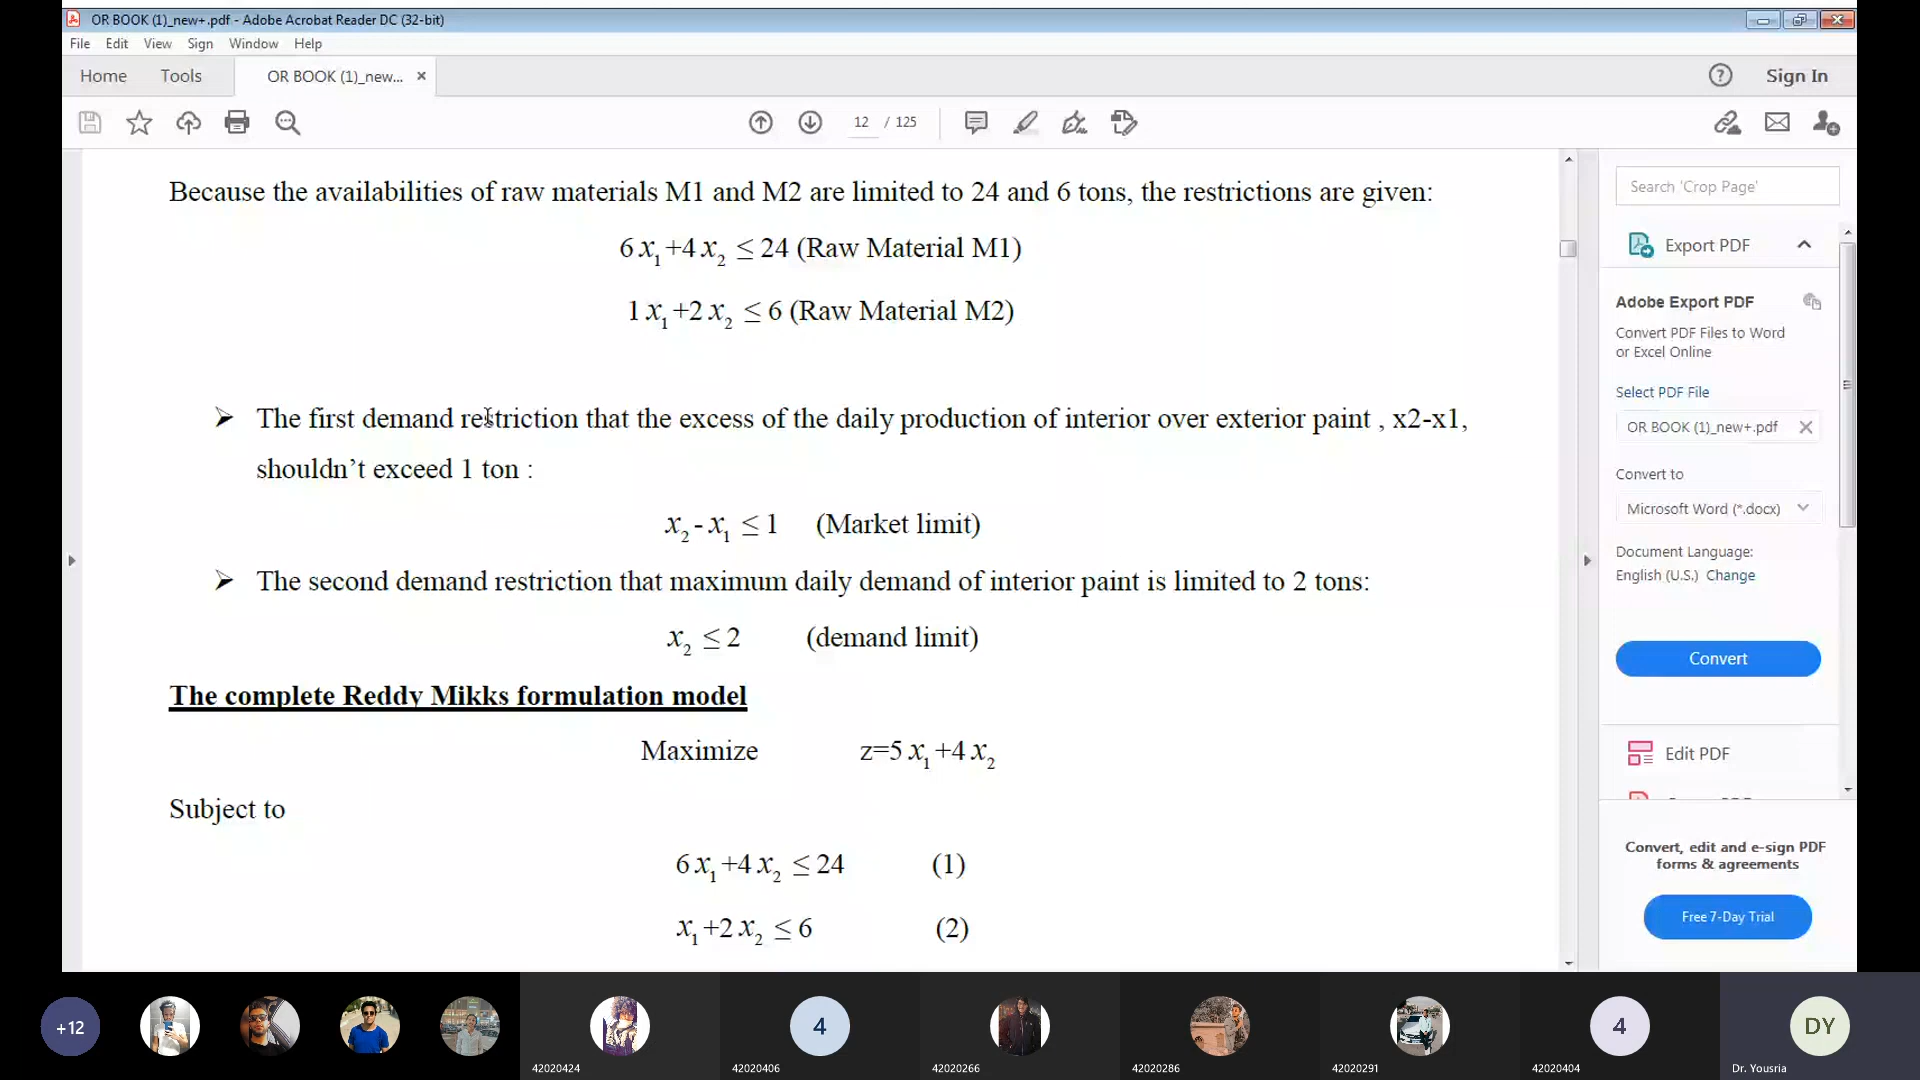 OR BOOK (1)_new+.pdf - Adobe Acrobat Reader DC (32-bit)
File Edit View Sign Window Help
Home Tools OR BOOK (1)_new... × ? Sign In
12 / 125
Because the availabilities of raw materials M1 and M2 are limited to 24 and 6 tons, the restrictions are given:
6x₁+4x₂ ≤ 24 (Raw Material M1)
1x₁+2x₂ ≤ 6 (Raw Material M2)
➢ The first demand restriction that the excess of the daily production of interior over exterior paint , x2-x1,
shouldn’t exceed 1 ton :
x₂-x₁ ≤ 1 (Market limit)
➢ The second demand restriction that maximum daily demand of interior paint is limited to 2 tons:
x₂ ≤ 2 (demand limit)
The complete Reddy Mikks formulation model
Maximize z=5x₁+4x₂
Subject to
6x₁+4x₂ ≤ 24 (1)
x₁+2x₂ ≤ 6 (2)
Search 'Crop Page'
Export PDF
Adobe Export PDF
Convert PDF Files to Word
or Excel Online
Select PDF File
OR BOOK (1)_new+.pdf ×
Convert to
Microsoft Word (*.docx)
Document Language:
English (U.S.) Change
Convert
Edit PDF
Convert, edit and e-sign PDF
forms & agreements
Free 7-Day Trial
+12 4 4 DY
42020424 42020406 42020266 42020286 42020291 42020404 Dr. Yousria